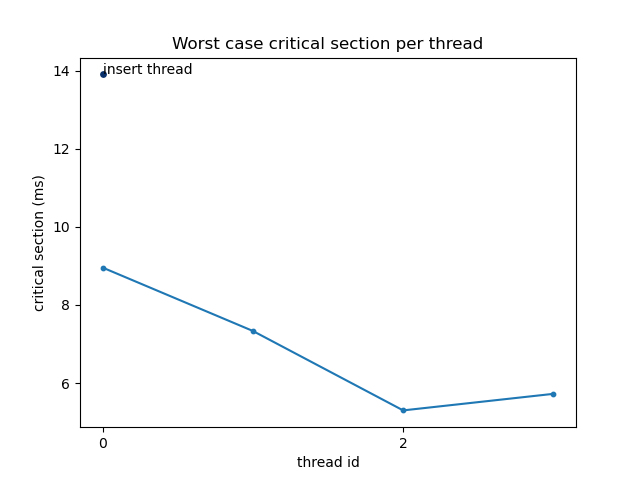 Worst case critical section per thread
14
insert thread
12
10
8
6
critical section (ms)
0
2
thread id